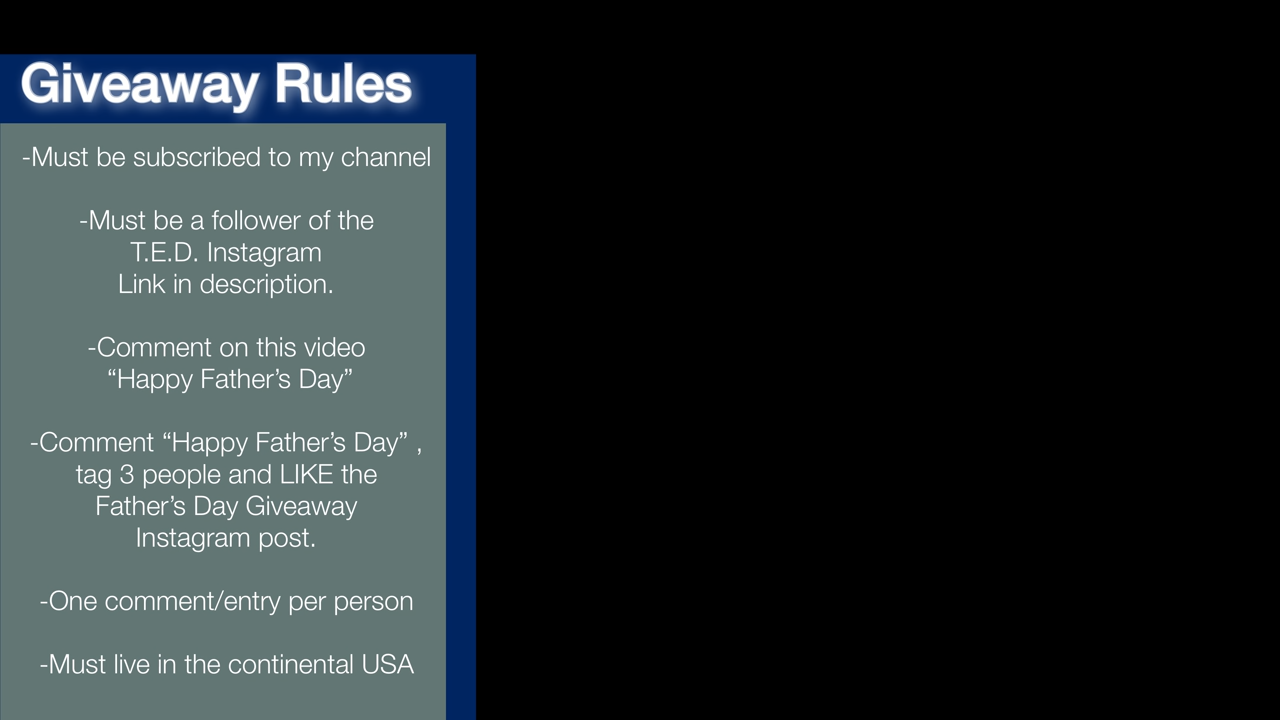 Giveaway Rules
-Must be subscribed to my channel
-Must be a follower of the
T.E.D. Instagram
Link in description.
-Comment on this video
“Happy Father’s Day”
-Comment “Happy Father’s Day” ,
tag 3 people and LIKE the
Father’s Day Giveaway
Instagram post.
-One comment/entry per person
-Must live in the continental USA